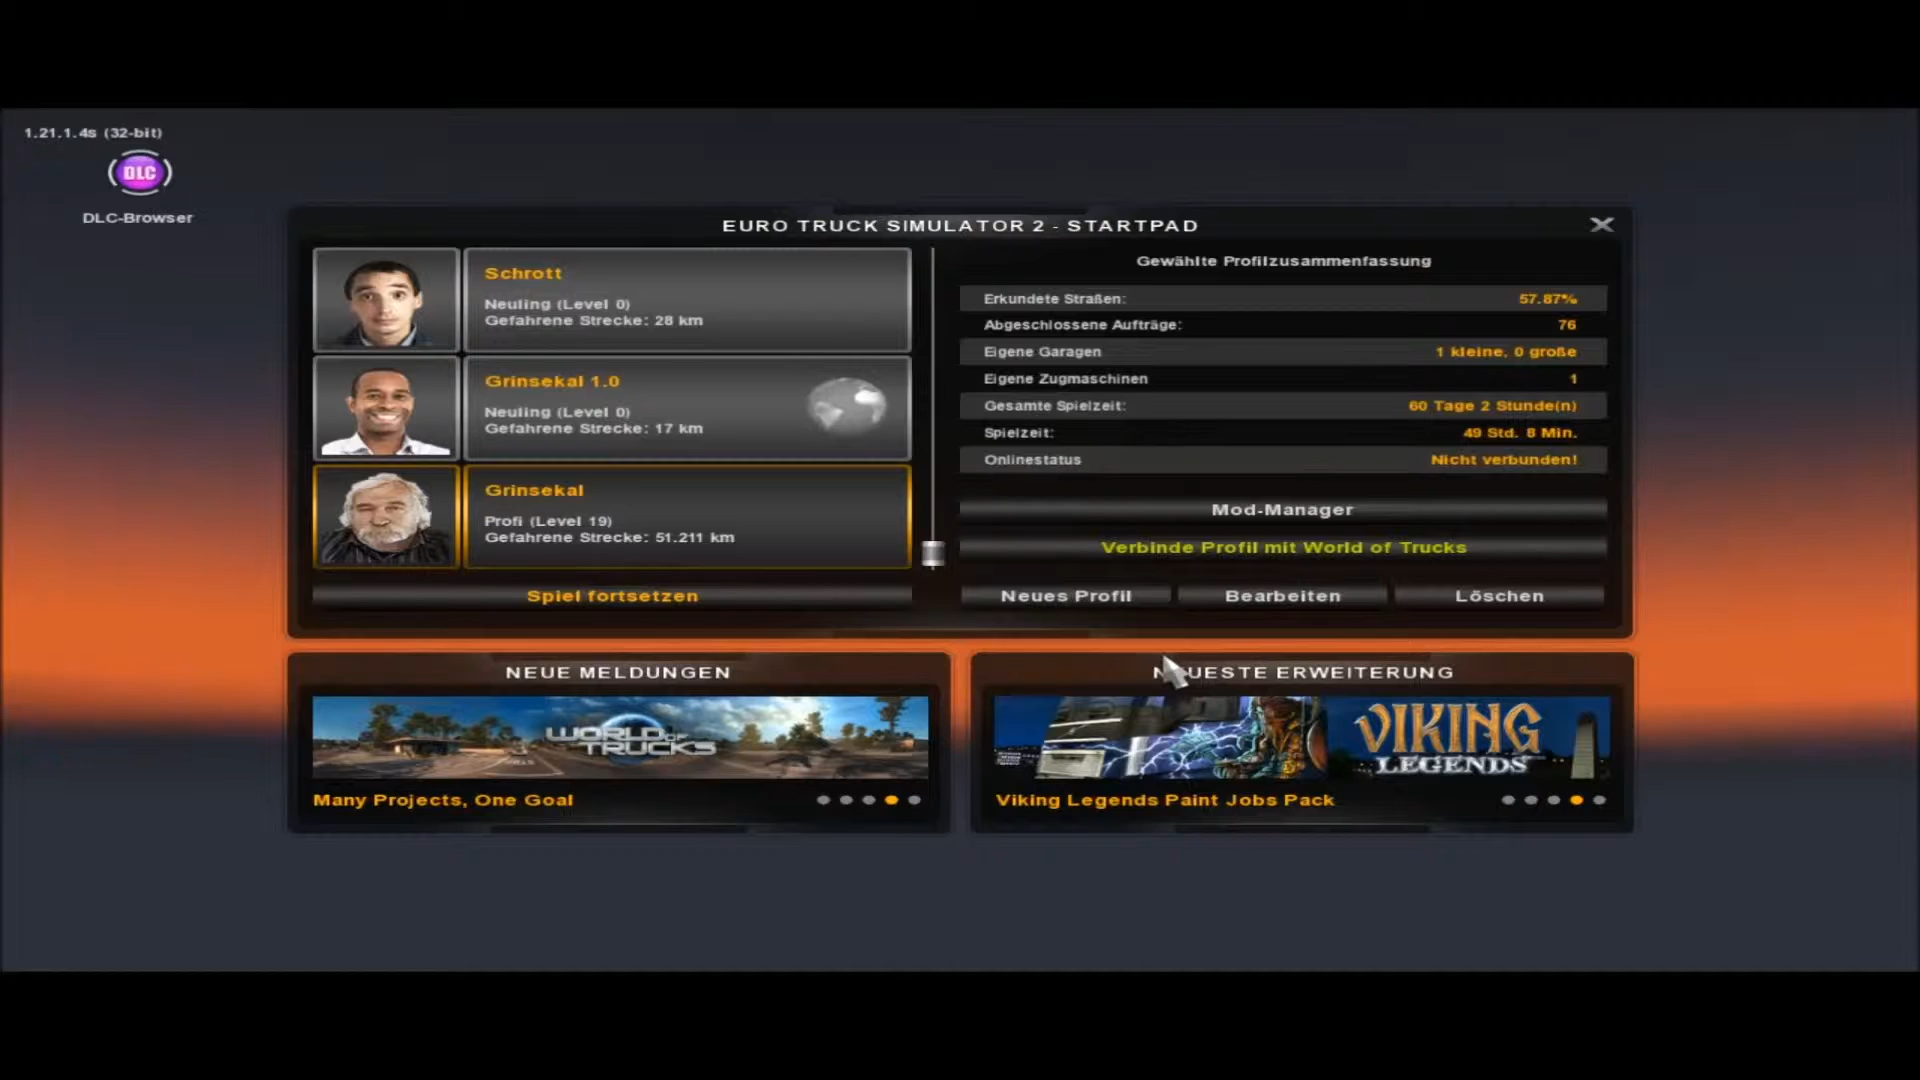 1.21.1.4s (32-bit)
DLC
DLC-Browser
EURO TRUCK SIMULATOR 2 - STARTPAD
Schrott
Neuling (Level 0)
Gefahrene Strecke: 28 km
Grinsekal 1.0
Neuling (Level 0)
Gefahrene Strecke: 17 km
Grinsekal
Profi (Level 19)
Gefahrene Strecke: 51.211 km
Spiel fortsetzen
Gewählte Profilzusammenfassung
Erkundete Straßen: 57.87%
Abgeschlossene Aufträge: 76
Eigene Garagen 1 kleine, 0 große
Eigene Zugmaschinen 1
Gesamte Spielzeit: 60 Tage 2 Stunde(n)
Spielzeit: 49 Std. 8 Min.
Onlinestatus Nicht verbunden!
Mod-Manager
Verbinde Profil mit World of Trucks
Neues Profil Bearbeiten Löschen
NEUE MELDUNGEN
WORLD OF TRUCKS
Many Projects, One Goal
NEUESTE ERWEITERUNG
VIKING
LEGENDS
Viking Legends Paint Jobs Pack